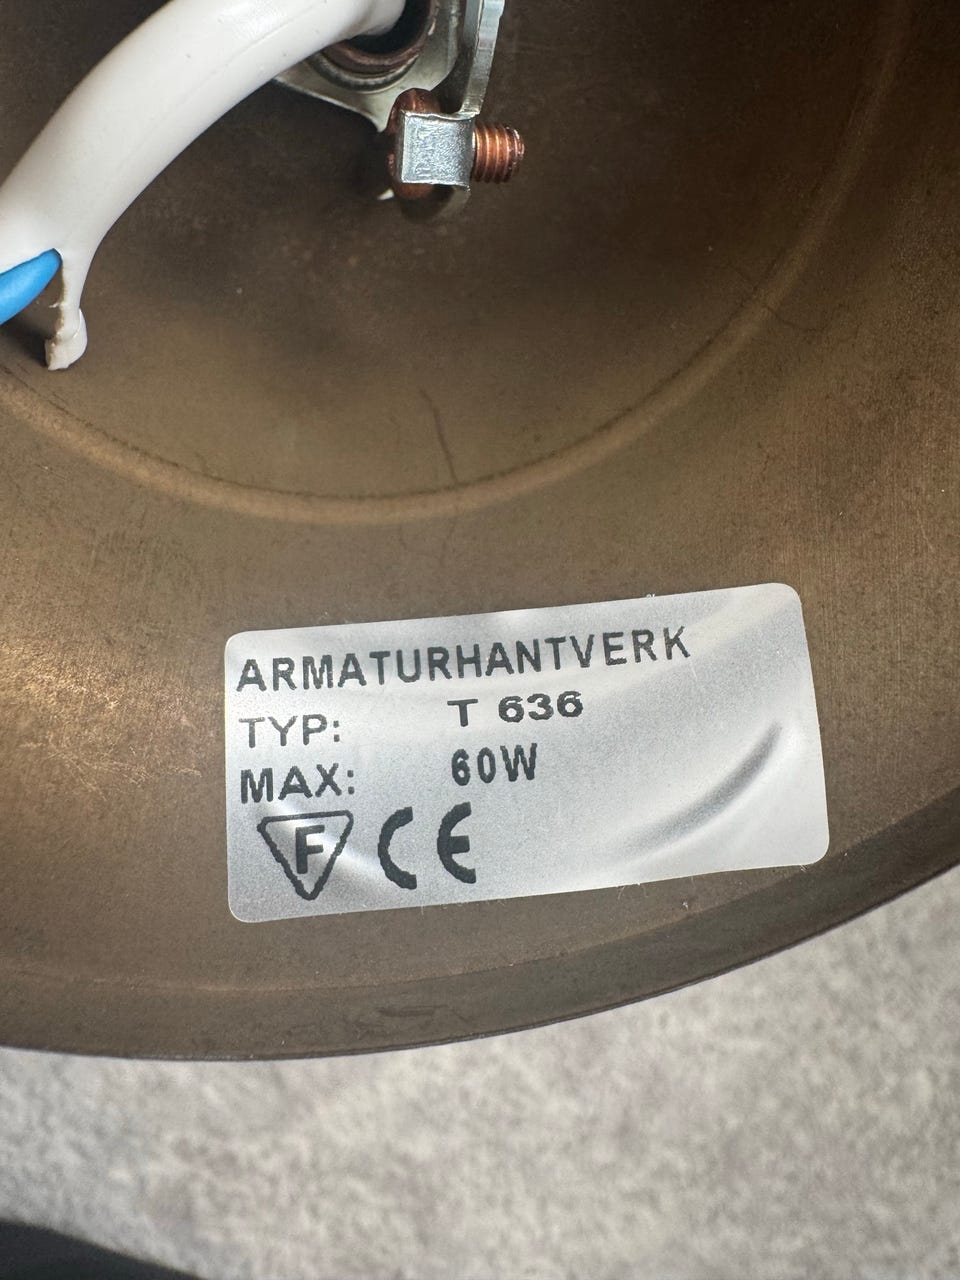 ARMATURHANTVERK
TYP: T 636
MAX: 60W
F CE